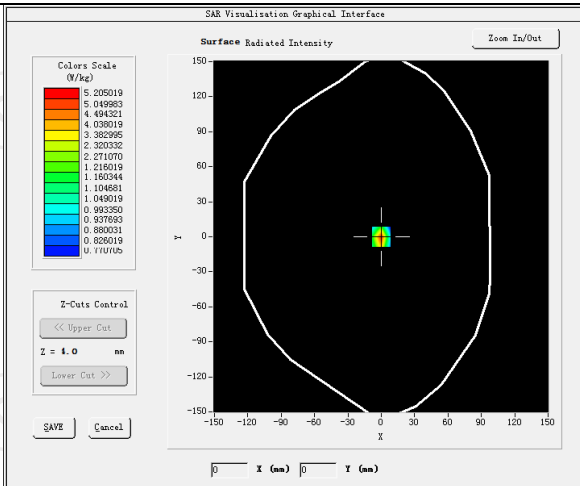 SAR Visualisation Graphical Interface
Surface Radiated Intensity
Zoom In/Out
Colors Scale
(W/kg)
5.205019
5.049983
4.494321
4.038019
3.382995
2.320332
2.271070
1.216019
1.160344
1.104681
1.049019
0.993350
0.937693
0.880031
0.826019
0.770705
150
90
60
30
0
-30
-60
-90
-150
Y
-150
-120
-90
-60
-30
0
30
60
90
120
150
X
Z-Cuts Control
<< Upper Cut
Z = 4.0 mm
Lower Cut >>
SAVE
Cancel
0 X (mm) 0 Y (mm)